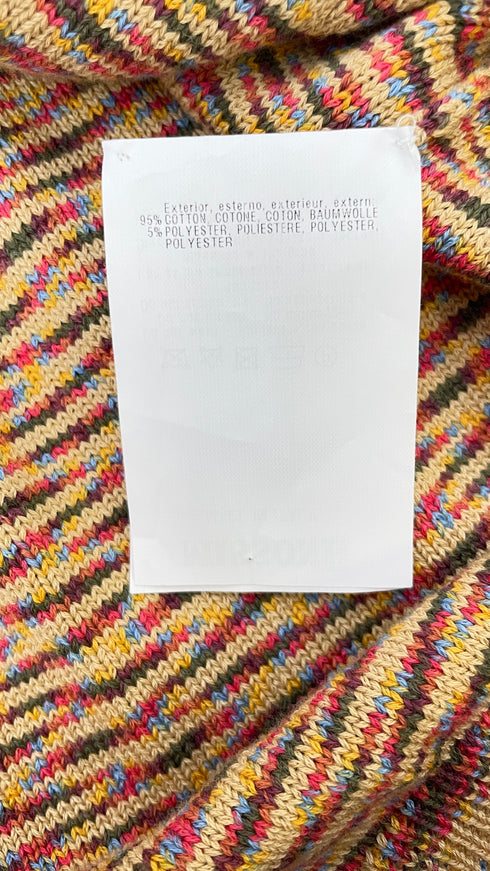 Exterior, esterno, exterieur, extern:
95% COTTON, COTONE, COTON, BAUMWOLLE
5% POLYESTER, POLIESTERE, POLYESTER,
POLYESTER